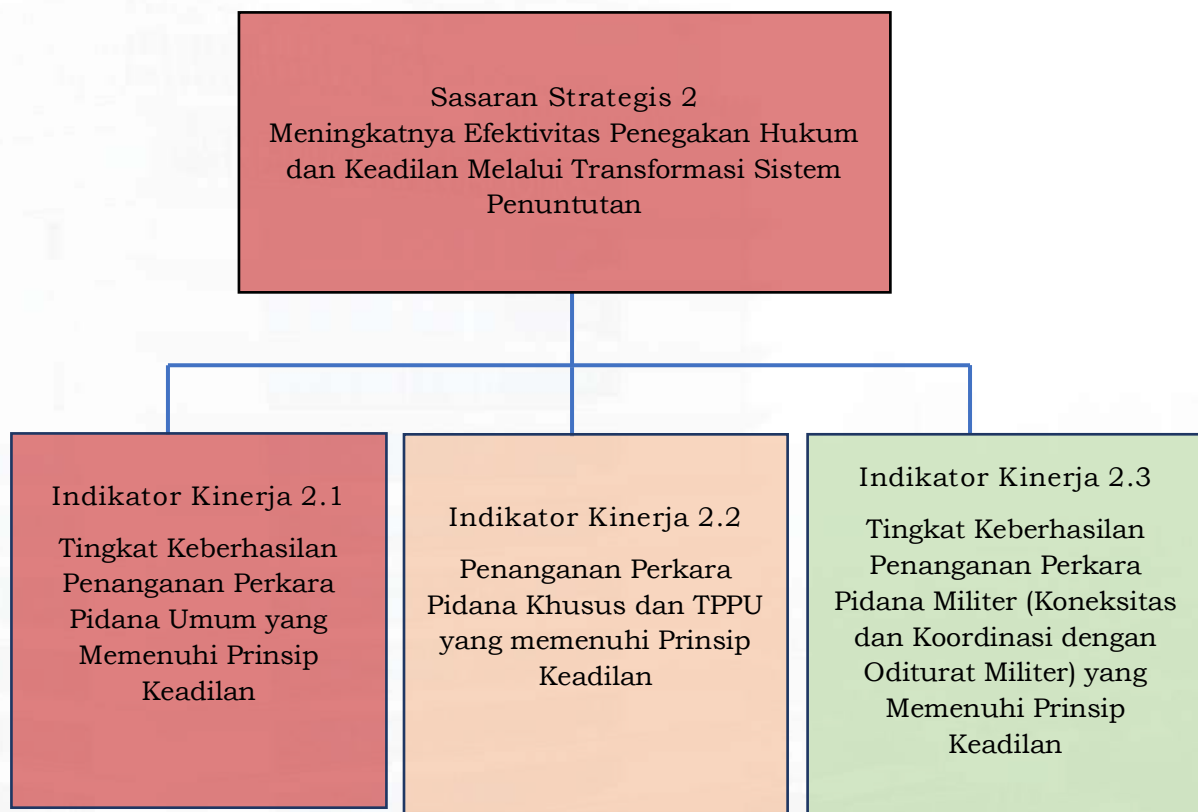 Sasaran Strategis 2
Meningkatnya Efektivitas Penegakan Hukum
dan Keadilan Melalui Transformasi Sistem
Penuntutan
Indikator Kinerja 2.1
Tingkat Keberhasilan
Penanganan Perkara
Pidana Umum yang
Memenuhi Prinsip
Keadilan
Indikator Kinerja 2.2
Penanganan Perkara
Pidana Khusus dan TPPU
yang memenuhi Prinsip
Keadilan
Indikator Kinerja 2.3
Tingkat Keberhasilan
Penanganan Perkara
Pidana Militer (Koneksitas
dan Koordinasi dengan
Oditurat Militer) yang
Memenuhi Prinsip
Keadilan